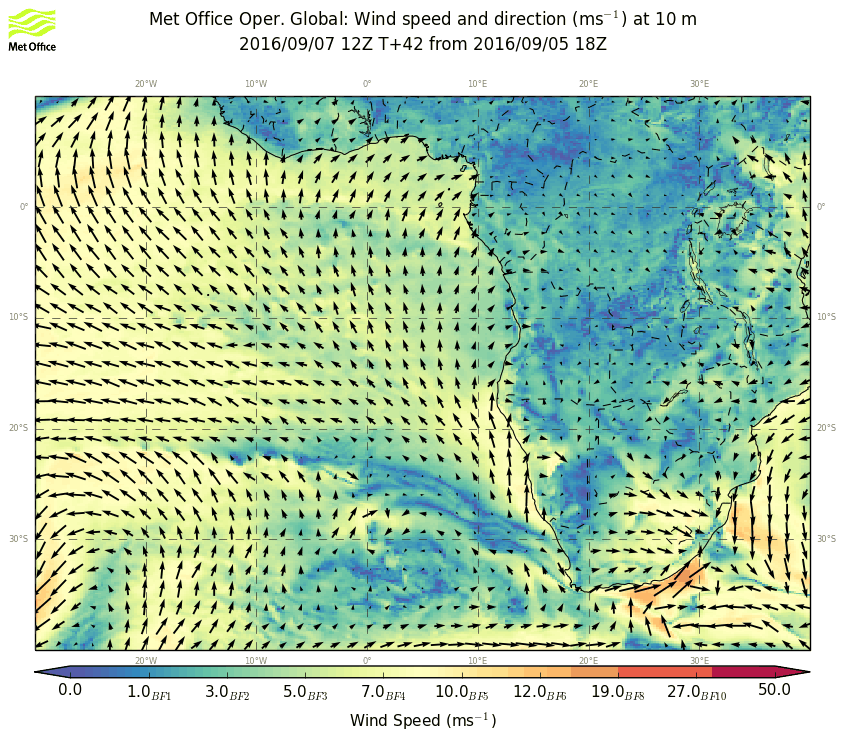 Met Office Oper. Global: Wind speed and direction (ms⁻¹) at 10 m
2016/09/07 12Z T+42 from 2016/09/05 18Z
Met Office
20°W 10°W 0° 10°E 20°E 30°E
0° 0°
10°S 10°S
20°S 20°S
30°S 30°S
20°W 10°W 0° 10°E 20°E 30°E
0.0 1.0BF1 3.0BF2 5.0BF3 7.0BF4 10.0BF5 12.0BF6 19.0BF8 27.0BF10 50.0
Wind Speed (ms⁻¹)